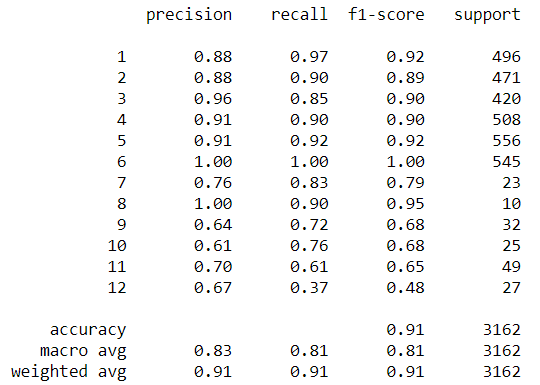 precision recall f1-score support
1 0.88 0.97 0.92 496
2 0.88 0.90 0.89 471
3 0.96 0.85 0.90 420
4 0.91 0.90 0.90 508
5 0.91 0.92 0.92 556
6 1.00 1.00 1.00 545
7 0.76 0.83 0.79 23
8 1.00 0.90 0.95 10
9 0.64 0.72 0.68 32
10 0.61 0.76 0.68 25
11 0.70 0.61 0.65 49
12 0.67 0.37 0.48 27
accuracy 0.91 3162
macro avg 0.83 0.81 0.81 3162
weighted avg 0.91 0.91 0.91 3162